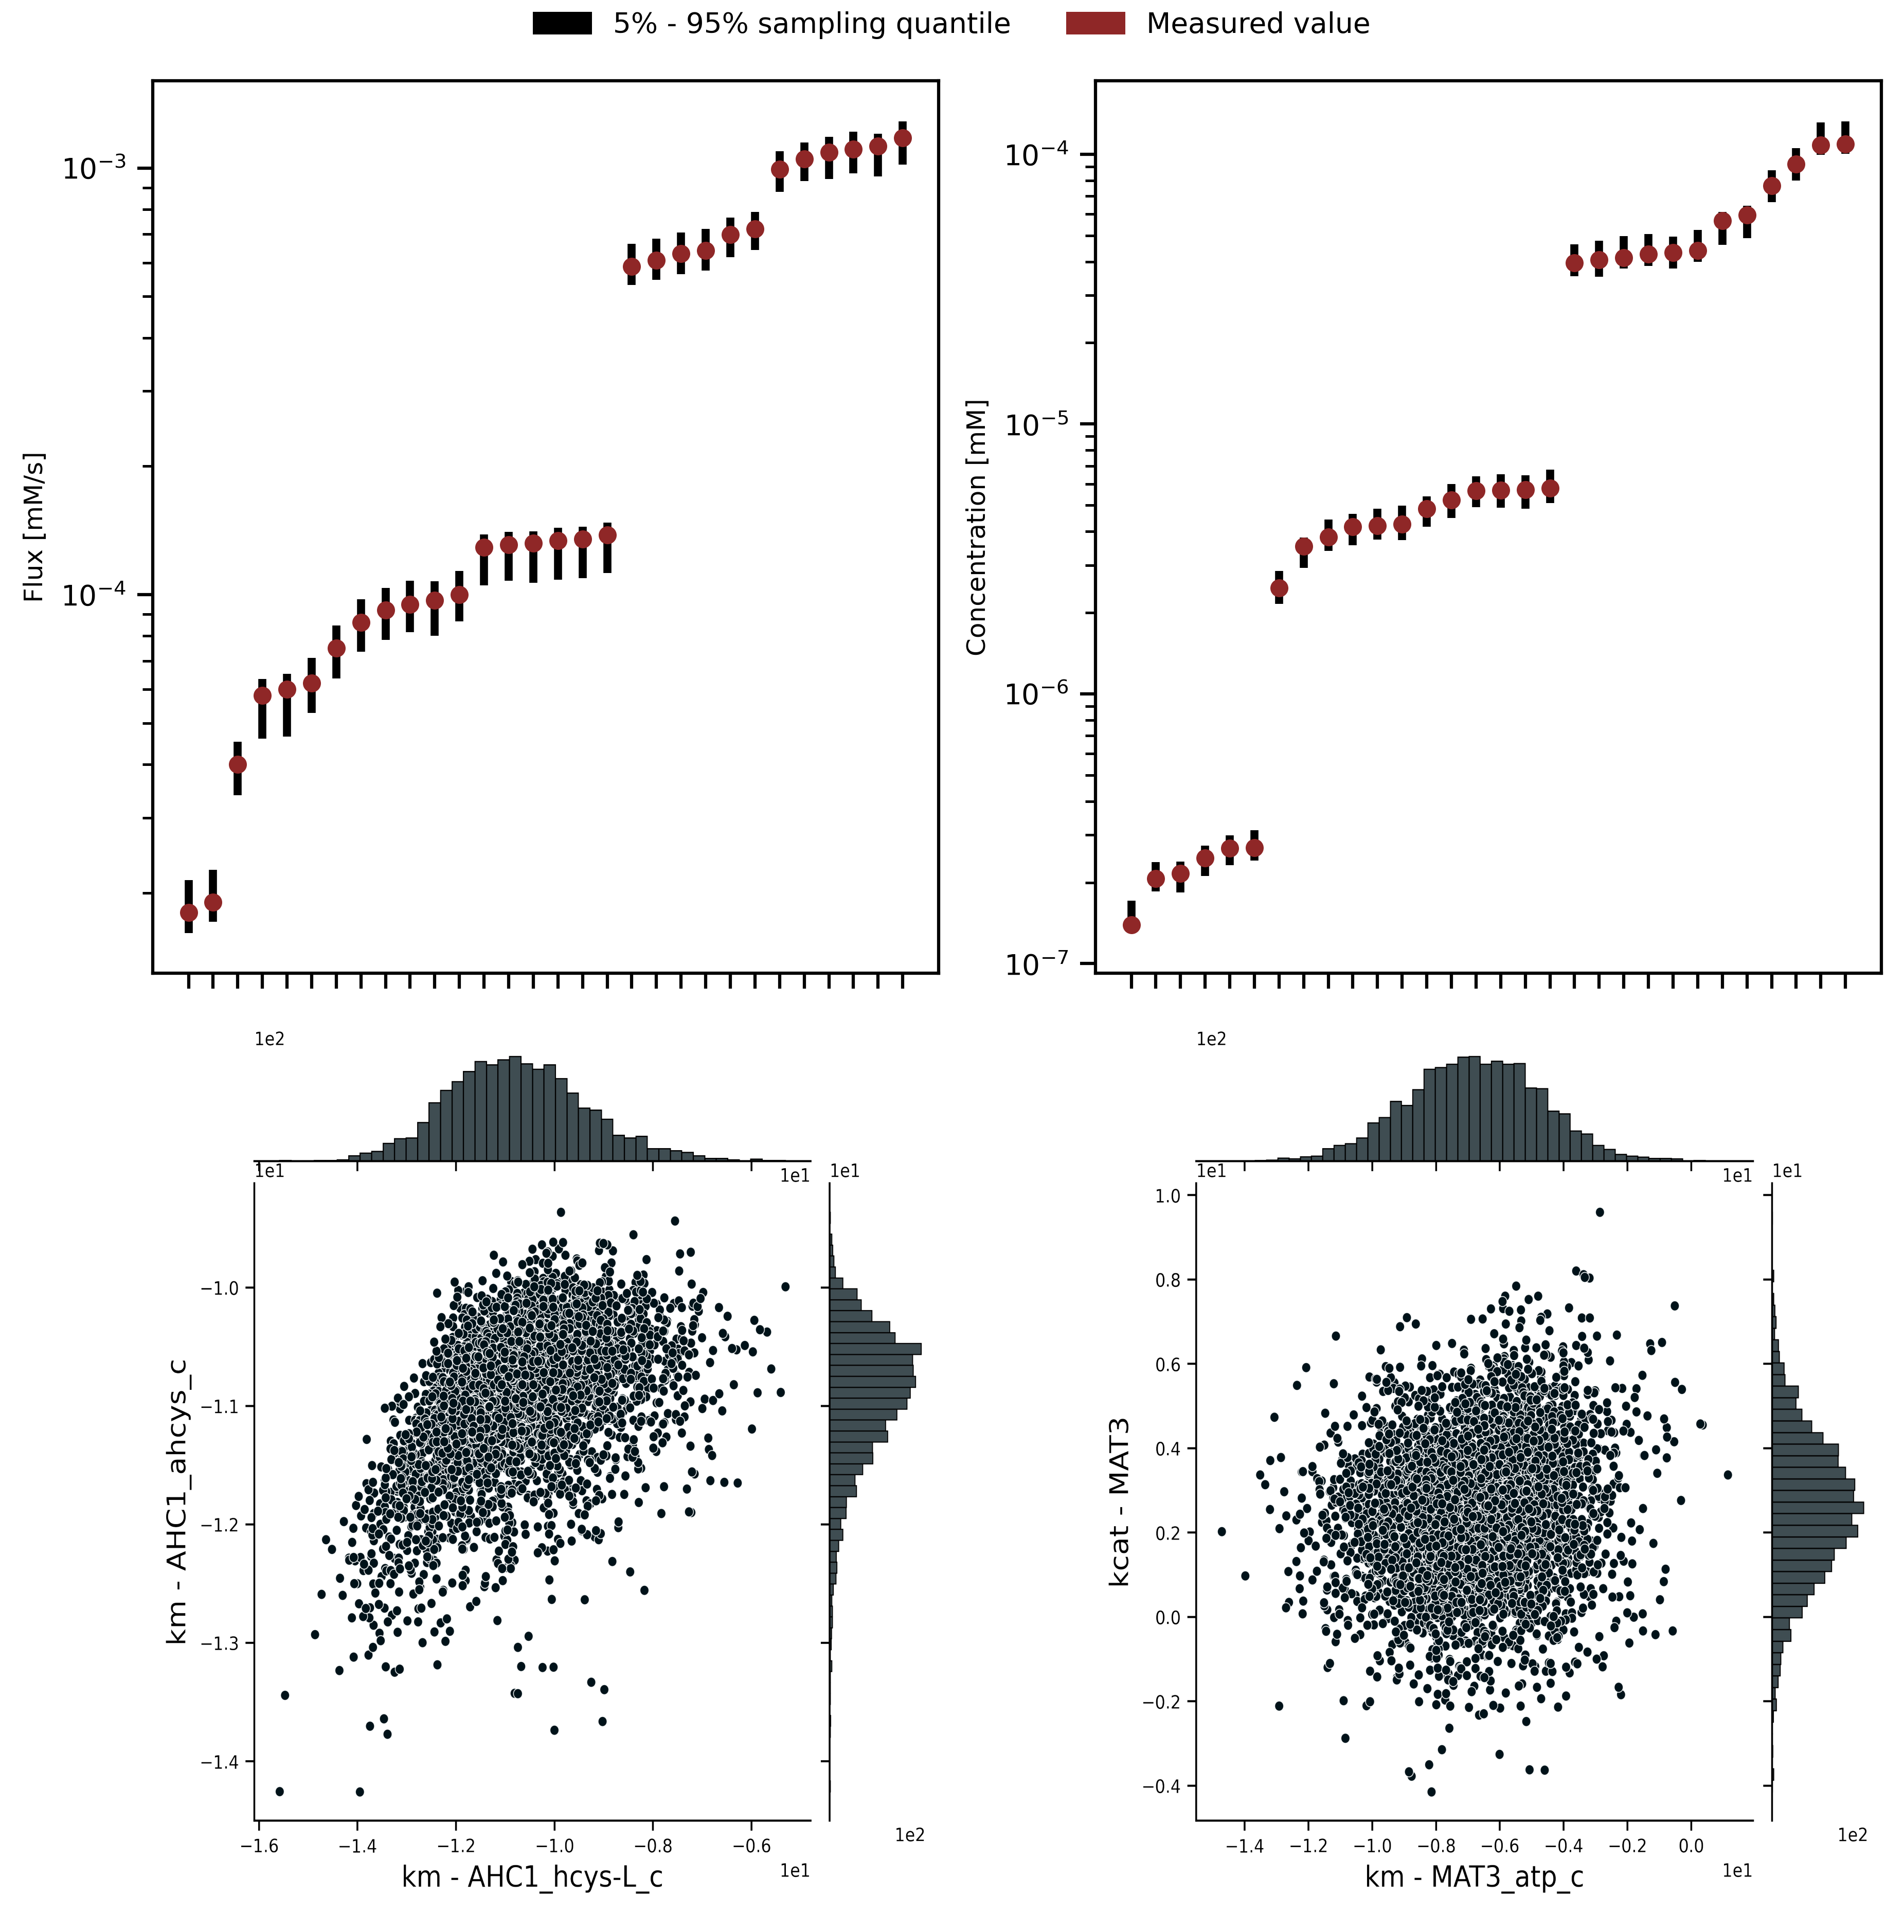 5% - 95% sampling quantile Measured value
Flux [mM/s]
10⁻³
10⁻⁴
Concentration [mM]
10⁻⁴
10⁻⁵
10⁻⁶
10⁻⁷
1e2
1e1
1e1
1e1
km - AHC1_ahcys_c
−1.0
−1.1
−1.2
−1.3
−1.4
−1.6 −1.4 −1.2 −1.0 −0.8 −0.6
1e2
1e1
km - AHC1_hcys-L_c
1e2
1e1
1e1
1e1
kcat - MAT3
1.0
0.8
0.6
0.4
0.2
0.0
−0.2
−0.4
−1.4 −1.2 −1.0 −0.8 −0.6 −0.4 −0.2 0.0
1e2
1e1
km - MAT3_atp_c